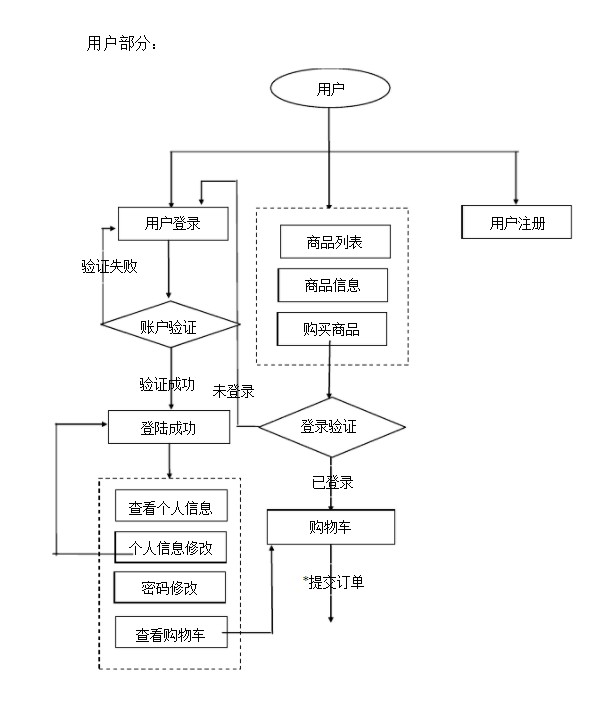 用户部分：
用户
用户登录
商品列表
用户注册
验证失败
商品信息
账户验证
购买商品
验证成功
未登录
登陆成功
登录验证
已登录
查看个人信息
购物车
个人信息修改
*提交订单
密码修改
查看购物车